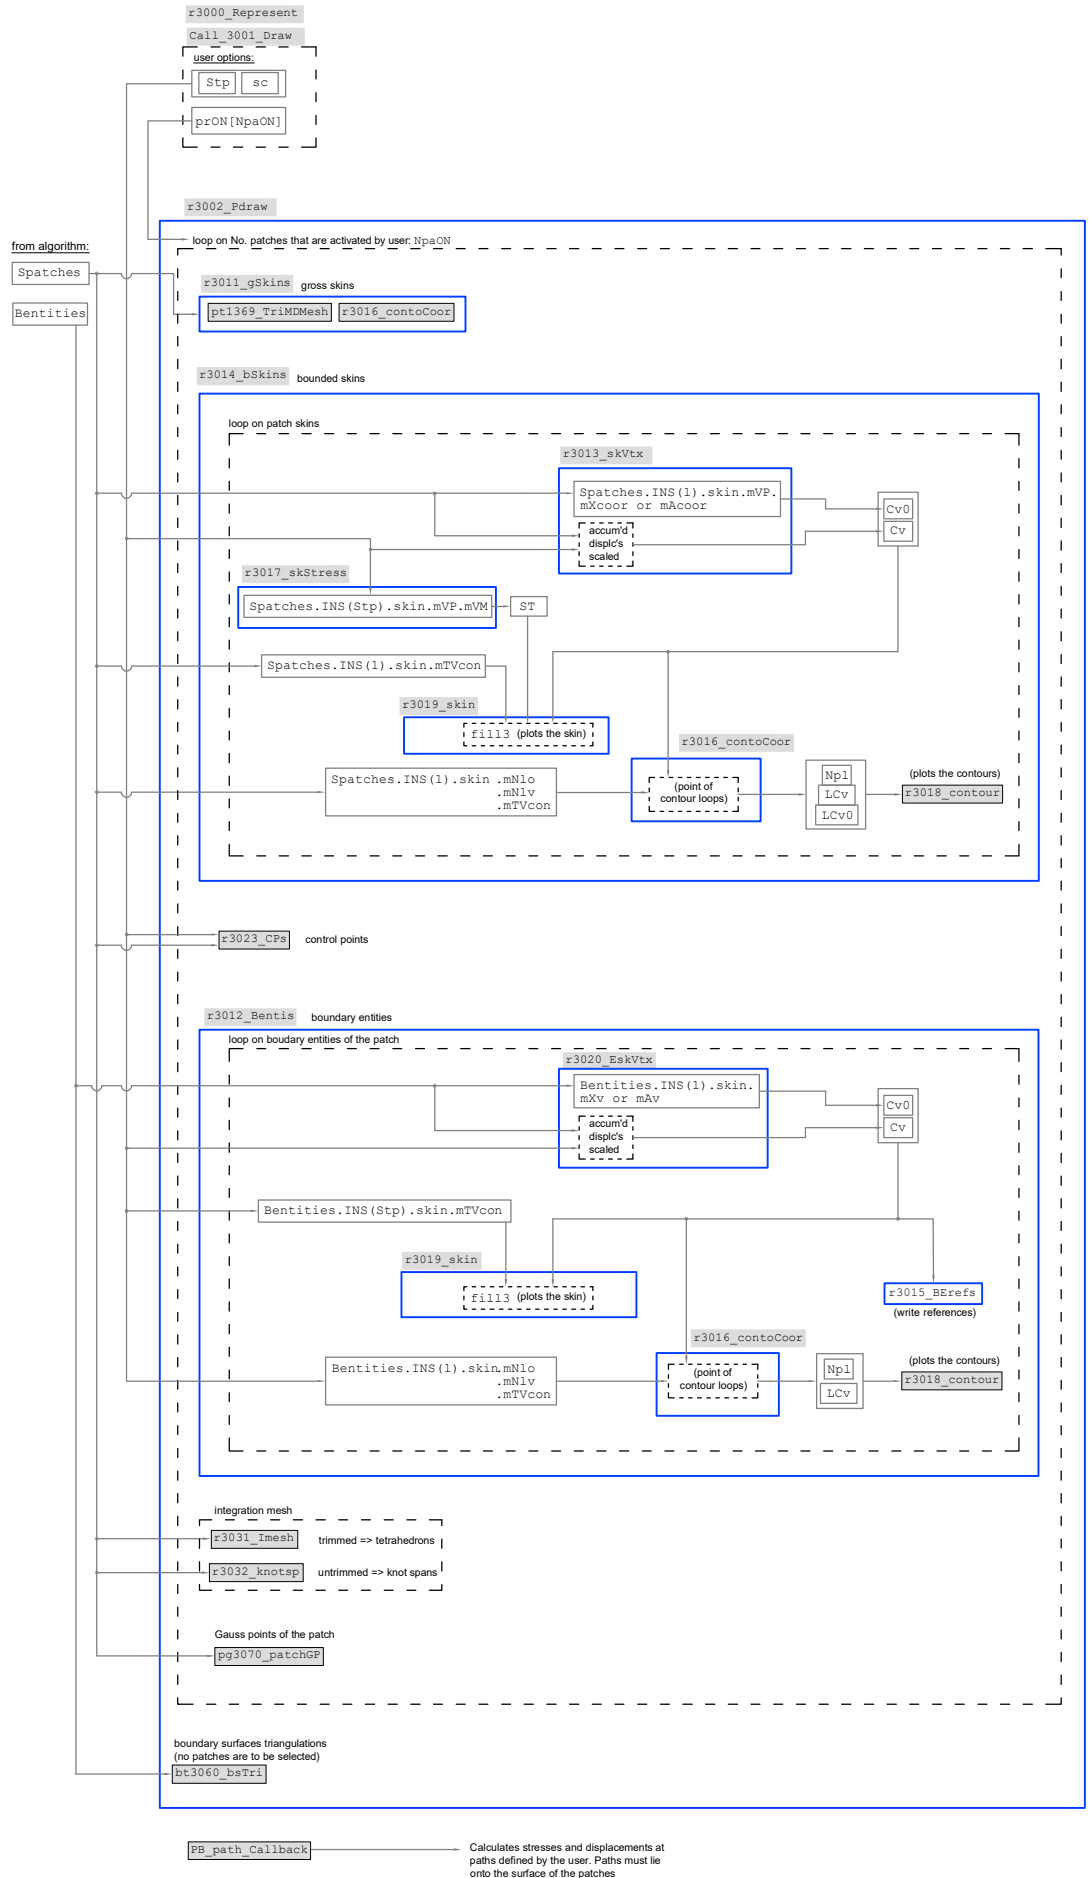 r3000_Represent
Call_3001_Draw
user options:
Stp
sc
prON[NpaON]
r3002_Pdraw
loop on No. patches that are activated by user: NpaON
from algorithm:
Spatches
Bentities
r3011_gSkins
gross skins
pt1369_TriMDMesh
r3016_contoCoor
r3014_bSkins
bounded skins
loop on patch skins
r3013_skVtx
Spatches.INS(1).skin.mVP.
mXcoor or mAcoor
accum'd
displc's
scaled
Cv0
Cv
r3017_skStress
Spatches.INS(Stp).skin.mVP.mVM
ST
Spatches.INS(1).skin.mTVcon
r3019_skin
fill3 (plots the skin)
r3016_contoCoor
Spatches.INS(1).skin .mNlo
.mNlv
.mTVcon
(point of
contour loops)
Npl
LCv
LCv0
(plots the contours)
r3018_contour
r3023_CPs
control points
r3012_Bentis
boundary entities
loop on boudary entities of the patch
r3020_EskVtx
Bentities.INS(1).skin.
mXv or mAv
accum'd
displc's
scaled
Cv0
Cv
Bentities.INS(Stp).skin.mTVcon
r3019_skin
fill3 (plots the skin)
r3015_BErefs
(write references)
r3016_contoCoor
Bentities.INS(1).skin.mNlo
.mNlv
.mTVcon
(point of
contour loops)
Npl
LCv
(plots the contours)
r3018_contour
integration mesh
r3031_Imesh
trimmed => tetrahedrons
r3032_knotsp
untrimmed => knot spans
Gauss points of the patch
pg3070_patchGP
boundary surfaces triangulations
(no patches are to be selected)
bt3060_bsTri
PB_path_Callback
Calculates stresses and displacements at
paths defined by the user. Paths must lie
onto the surface of the patches